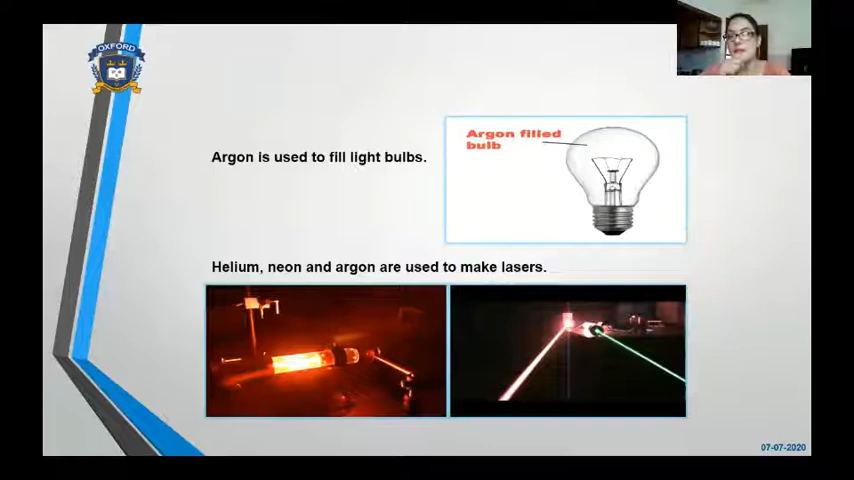 OXFORD
Argon is used to fill light bulbs.
Argon filled
bulb
Helium, neon and argon are used to make lasers.
07-07-2020